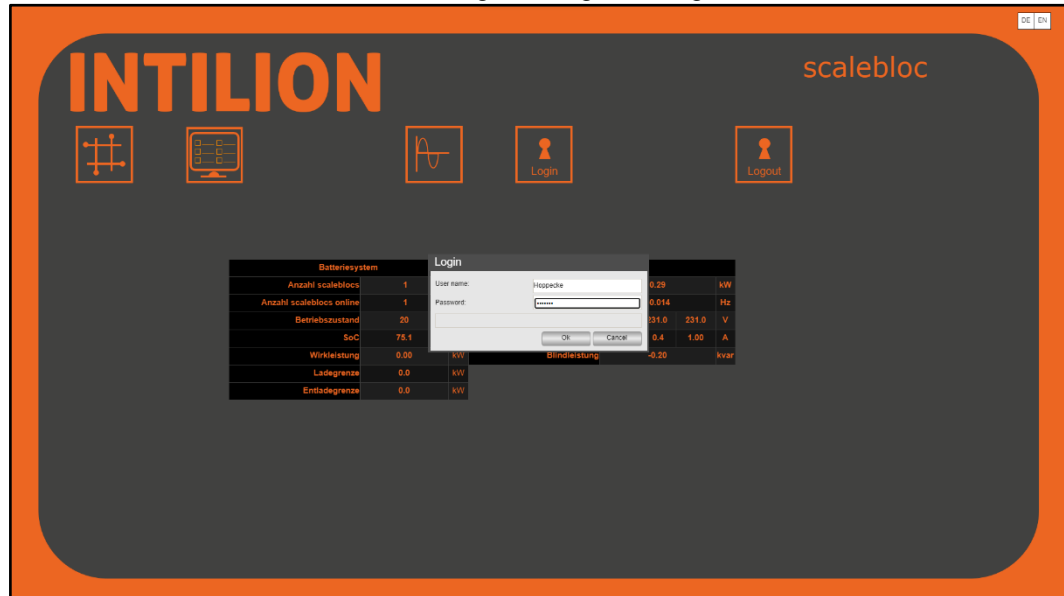 DE EN
INTILION
scalebloc
Login
Logout
Batteriesystem
Anzahl scaleblocs 1
Anzahl scaleblocs online 1
Betriebszustand 20
SoC 75.1
Wirkleistung 0.00 kW
Ladegrenze 0.0 kW
Entladegrenze 0.0 kW
Login
User name: Hoppecke
Password: •••••••
Ok Cancel
0.29 kW
0.014 Hz
231.0 231.0 V
0.4 1.00 A
Blindleistung -0.20 kvar